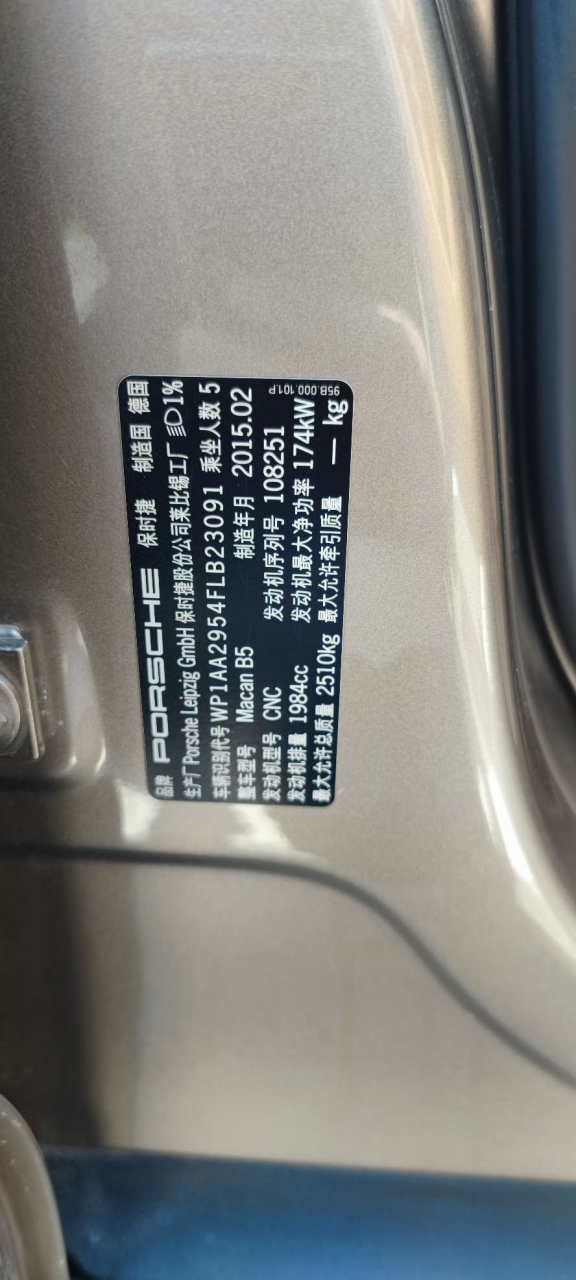 品牌 PORSCHE 保时捷 制造国 德国
生产厂 Porsche Leipzig GmbH 保时捷股份公司莱比锡工厂 1%
车辆识别代号 WP1AA2954FLB23091 乘坐人数 5
整车型号 Macan B5 制造年月 2015.02
发动机型号 CNC 发动机序列号 108251
发动机排量 1984cc 发动机最大净功率 174kW
最大允许总质量 2510kg 最大允许牵引质量 — kg
95B.000.101.P